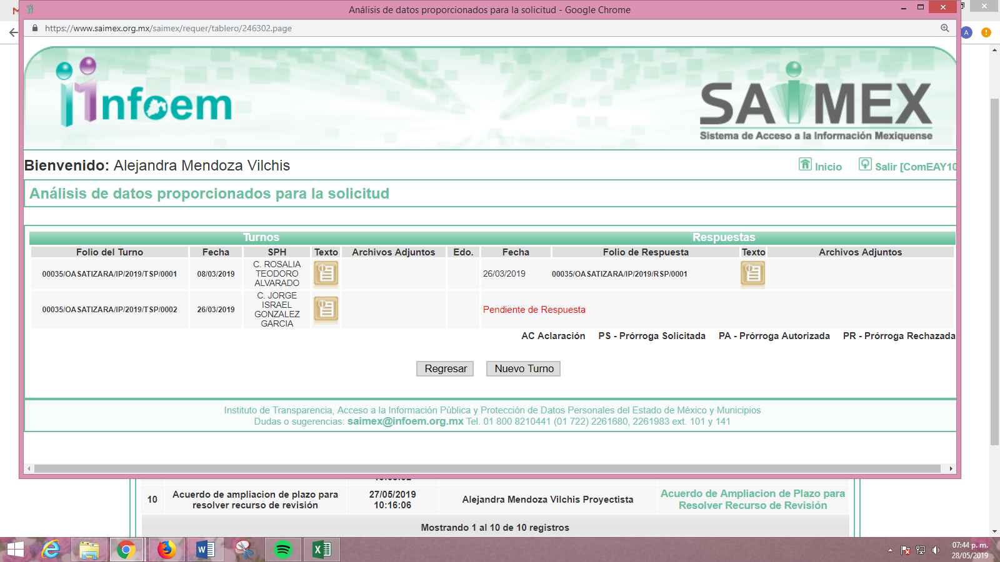 Análisis de datos proporcionados para la solicitud - Google Chrome
https://www.saimex.org.mx/saimex/requer/tablero/246302.page
A
infoem
SAIMEX
Sistema de Acceso a la Información Mexiquense
Bienvenido: Alejandra Mendoza Vilchis
Inicio Salir [ComEAY10
Análisis de datos proporcionados para la solicitud
Turnos Respuestas
Folio del Turno Fecha SPH Texto Archivos Adjuntos Edo. Fecha Folio de Respuesta Texto Archivos Adjuntos
00035/OASATIZARA/IP/2019/TSP/0001 08/03/2019 C. ROSALIA TEODORO ALVARADO 26/03/2019 00035/OASATIZARA/IP/2019/RSP/0001
00035/OASATIZARA/IP/2019/TSP/0002 26/03/2019 C. JORGE ISRAEL GONZALEZ GARCIA Pendiente de Respuesta
AC Aclaración PS - Prórroga Solicitada PA - Prórroga Autorizada PR - Prórroga Rechazada
Regresar Nuevo Turno
Instituto de Transparencia, Acceso a la Información Pública y Protección de Datos Personales del Estado de México y Municipios
Dudas o sugerencias: saimex@infoem.org.mx Tel. 01 800 8210441 (01 722) 2261680, 2261983 ext. 101 y 141
10 Acuerdo de ampliacion de plazo para resolver recurso de revisión 27/05/2019 10:16:06 Alejandra Mendoza Vilchis Proyectista Acuerdo de Ampliacion de Plazo para Resolver Recurso de Revisión
Mostrando 1 al 10 de 10 registros
07:44 p. m.
28/05/2019